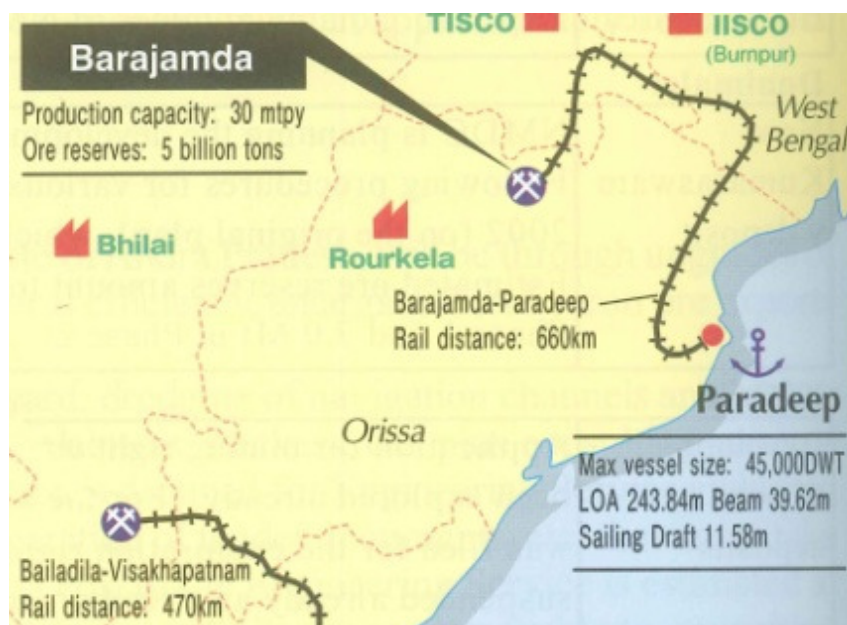 TISCO
IISCO
(Burnpur)
Barajamda
Production capacity: 30 mtpy
Ore reserves: 5 billion tons
West
Bengal
Bhilai
Rourkela
Barajamda-Paradeep
Rail distance: 660km
Paradeep
Orissa
Max vessel size: 45,000DWT
LOA 243.84m Beam 39.62m
Sailing Draft 11.58m
Bailadila-Visakhapatnam
Rail distance: 470km